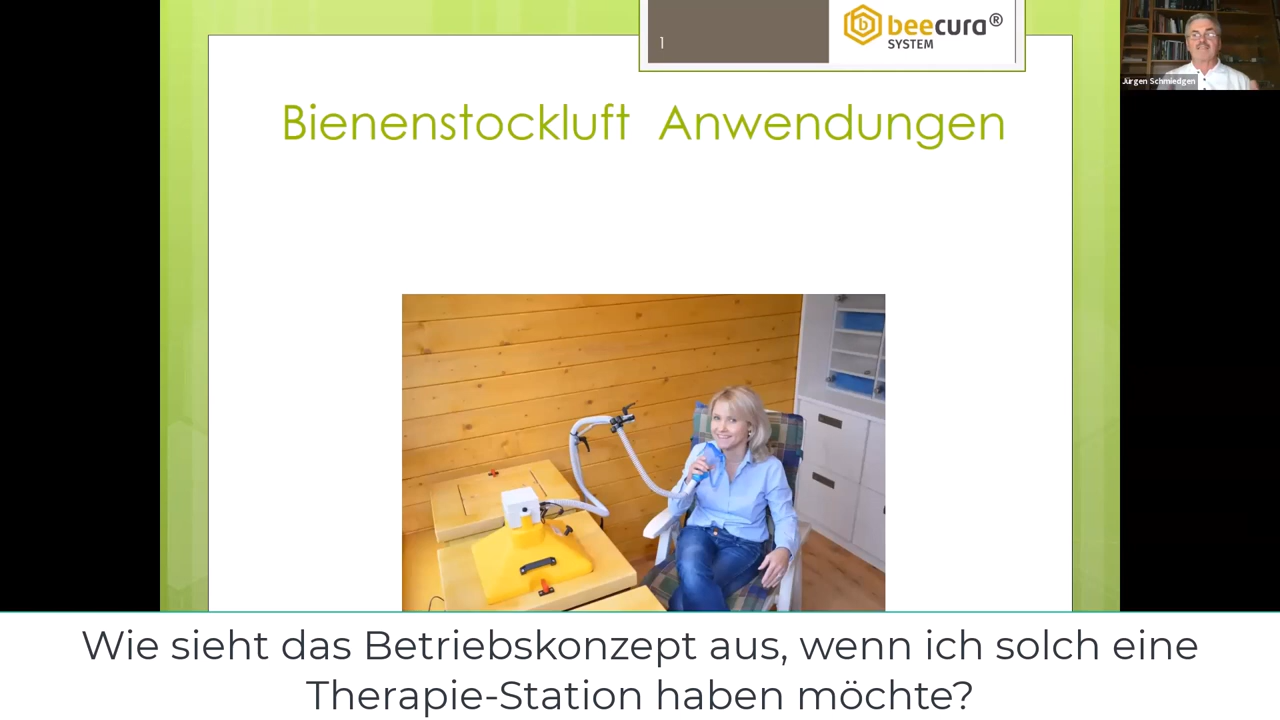 1
b beecura®
SYSTEM
Jürgen Schmiedgen
Bienenstockluft Anwendungen
Wie sieht das Betriebskonzept aus, wenn ich solch eine
Therapie-Station haben möchte?